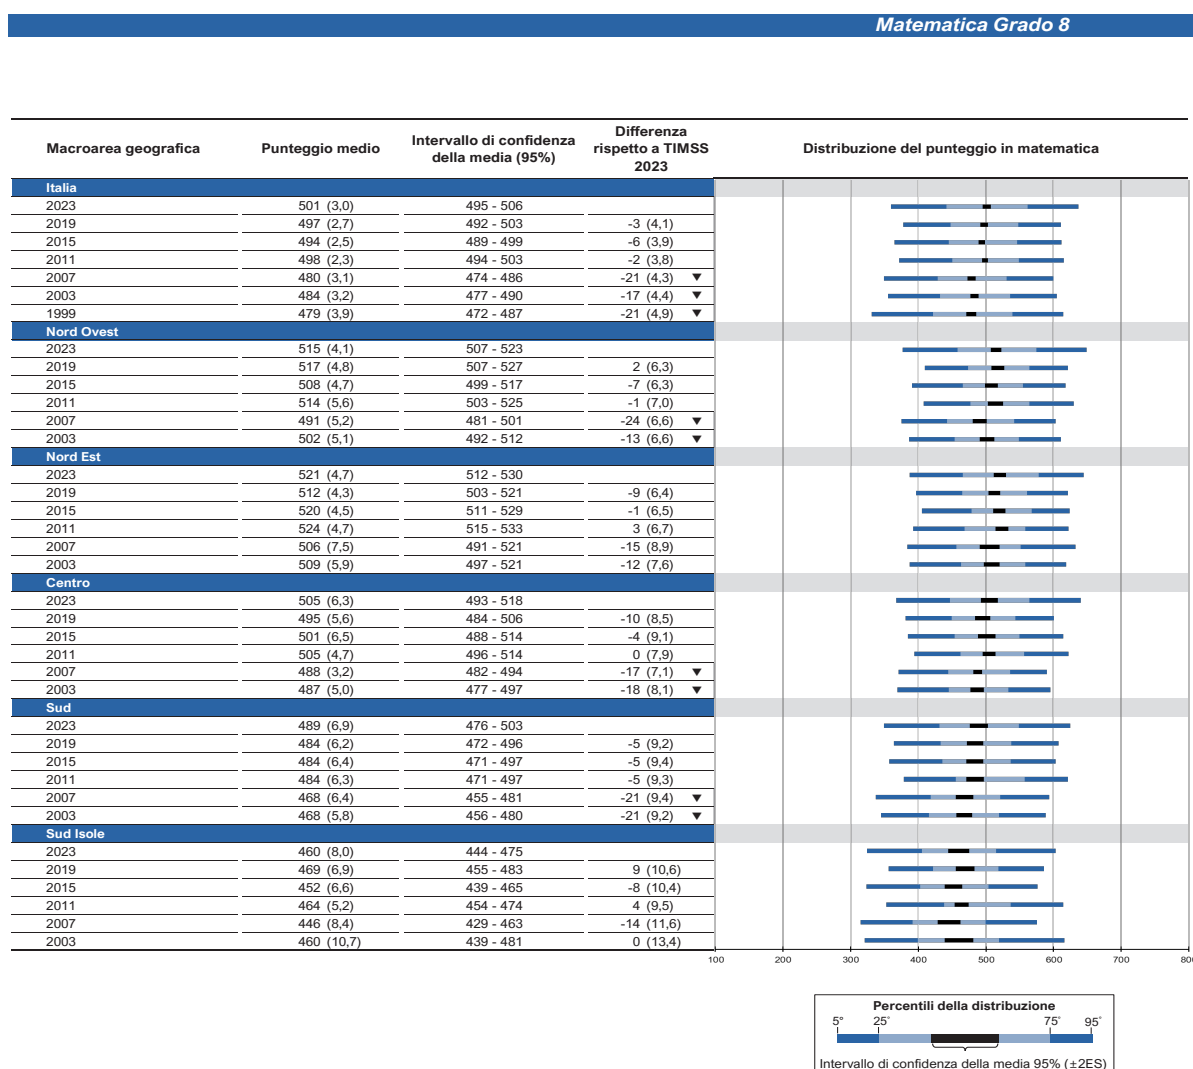 Matematica Grado 8
Macroarea geografica Punteggio medio Intervallo di confidenza della media (95%) Differenza rispetto a TIMSS 2023 Distribuzione del punteggio in matematica
Italia
2023 501 (3,0) 495 - 506
2019 497 (2,7) 492 - 503 -3 (4,1)
2015 494 (2,5) 489 - 499 -6 (3,9)
2011 498 (2,3) 494 - 503 -2 (3,8)
2007 480 (3,1) 474 - 486 -21 (4,3) ▼
2003 484 (3,2) 477 - 490 -17 (4,4) ▼
1999 479 (3,9) 472 - 487 -21 (4,9) ▼
Nord Ovest
2023 515 (4,1) 507 - 523
2019 517 (4,8) 507 - 527 2 (6,3)
2015 508 (4,7) 499 - 517 -7 (6,3)
2011 514 (5,6) 503 - 525 -1 (7,0)
2007 491 (5,2) 481 - 501 -24 (6,6) ▼
2003 502 (5,1) 492 - 512 -13 (6,6) ▼
Nord Est
2023 521 (4,7) 512 - 530
2019 512 (4,3) 503 - 521 -9 (6,4)
2015 520 (4,5) 511 - 529 -1 (6,5)
2011 524 (4,7) 515 - 533 3 (6,7)
2007 506 (7,5) 491 - 521 -15 (8,9)
2003 509 (5,9) 497 - 521 -12 (7,6)
Centro
2023 505 (6,3) 493 - 518
2019 495 (5,6) 484 - 506 -10 (8,5)
2015 501 (6,5) 488 - 514 -4 (9,1)
2011 505 (4,7) 496 - 514 0 (7,9)
2007 488 (3,2) 482 - 494 -17 (7,1) ▼
2003 487 (5,0) 477 - 497 -18 (8,1) ▼
Sud
2023 489 (6,9) 476 - 503
2019 484 (6,2) 472 - 496 -5 (9,2)
2015 484 (6,4) 471 - 497 -5 (9,4)
2011 484 (6,3) 471 - 497 -5 (9,3)
2007 468 (6,4) 455 - 481 -21 (9,4) ▼
2003 468 (5,8) 456 - 480 -21 (9,2) ▼
Sud Isole
2023 460 (8,0) 444 - 475
2019 469 (6,9) 455 - 483 9 (10,6)
2015 452 (6,6) 439 - 465 -8 (10,4)
2011 464 (5,2) 454 - 474 4 (9,5)
2007 446 (8,4) 429 - 463 -14 (11,6)
2003 460 (10,7) 439 - 481 0 (13,4)
100 200 300 400 500 600 700 800
Percentili della distribuzione
5° 25° 75° 95°
Intervallo di confidenza della media 95% (±2ES)